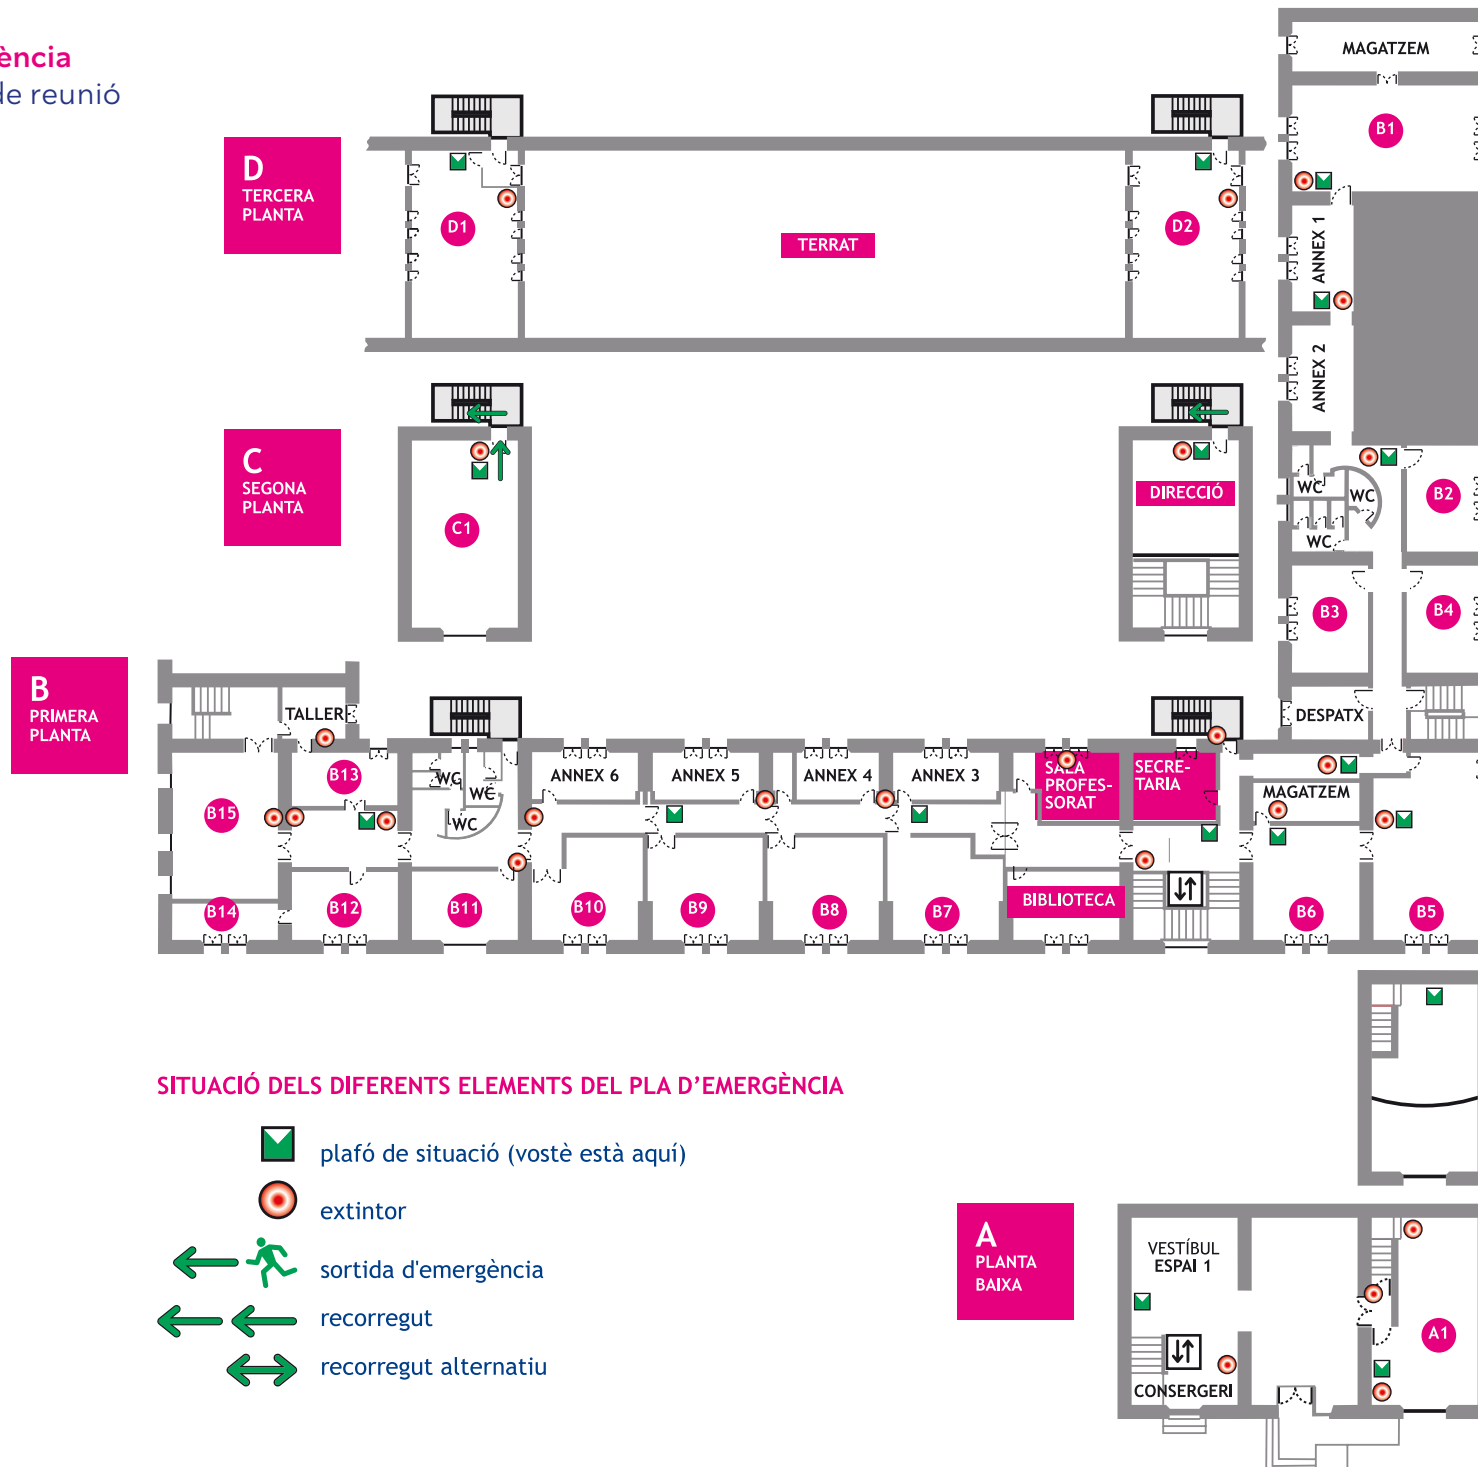 ència
de reunió
MAGATZEM
B1
D
TERCERA
PLANTA
D1
TERRAT
D2
ANNEX 1
ANNEX 2
C
SEGONA
PLANTA
C1
DIRECCIÓ
WC
WC
WC
B2
B3
B4
B
PRIMERA
PLANTA
TALLER
DESPATX
B13
WC
WC
WC
ANNEX 6
ANNEX 5
ANNEX 4
ANNEX 3
SALA
PROFES-
SORAT
SECRE-
TARIA
MAGATZEM
B15
B14
B12
B11
B10
B9
B8
B7
BIBLIOTECA
B6
B5
SITUACIÓ DELS DIFERENTS ELEMENTS DEL PLA D’EMERGÈNCIA
plafó de situació (vostè està aquí)
extintor
sortida d'emergència
recorregut
recorregut alternatiu
A
PLANTA
BAIXA
VESTÍBUL
ESPAI 1
A1
CONSERGERI